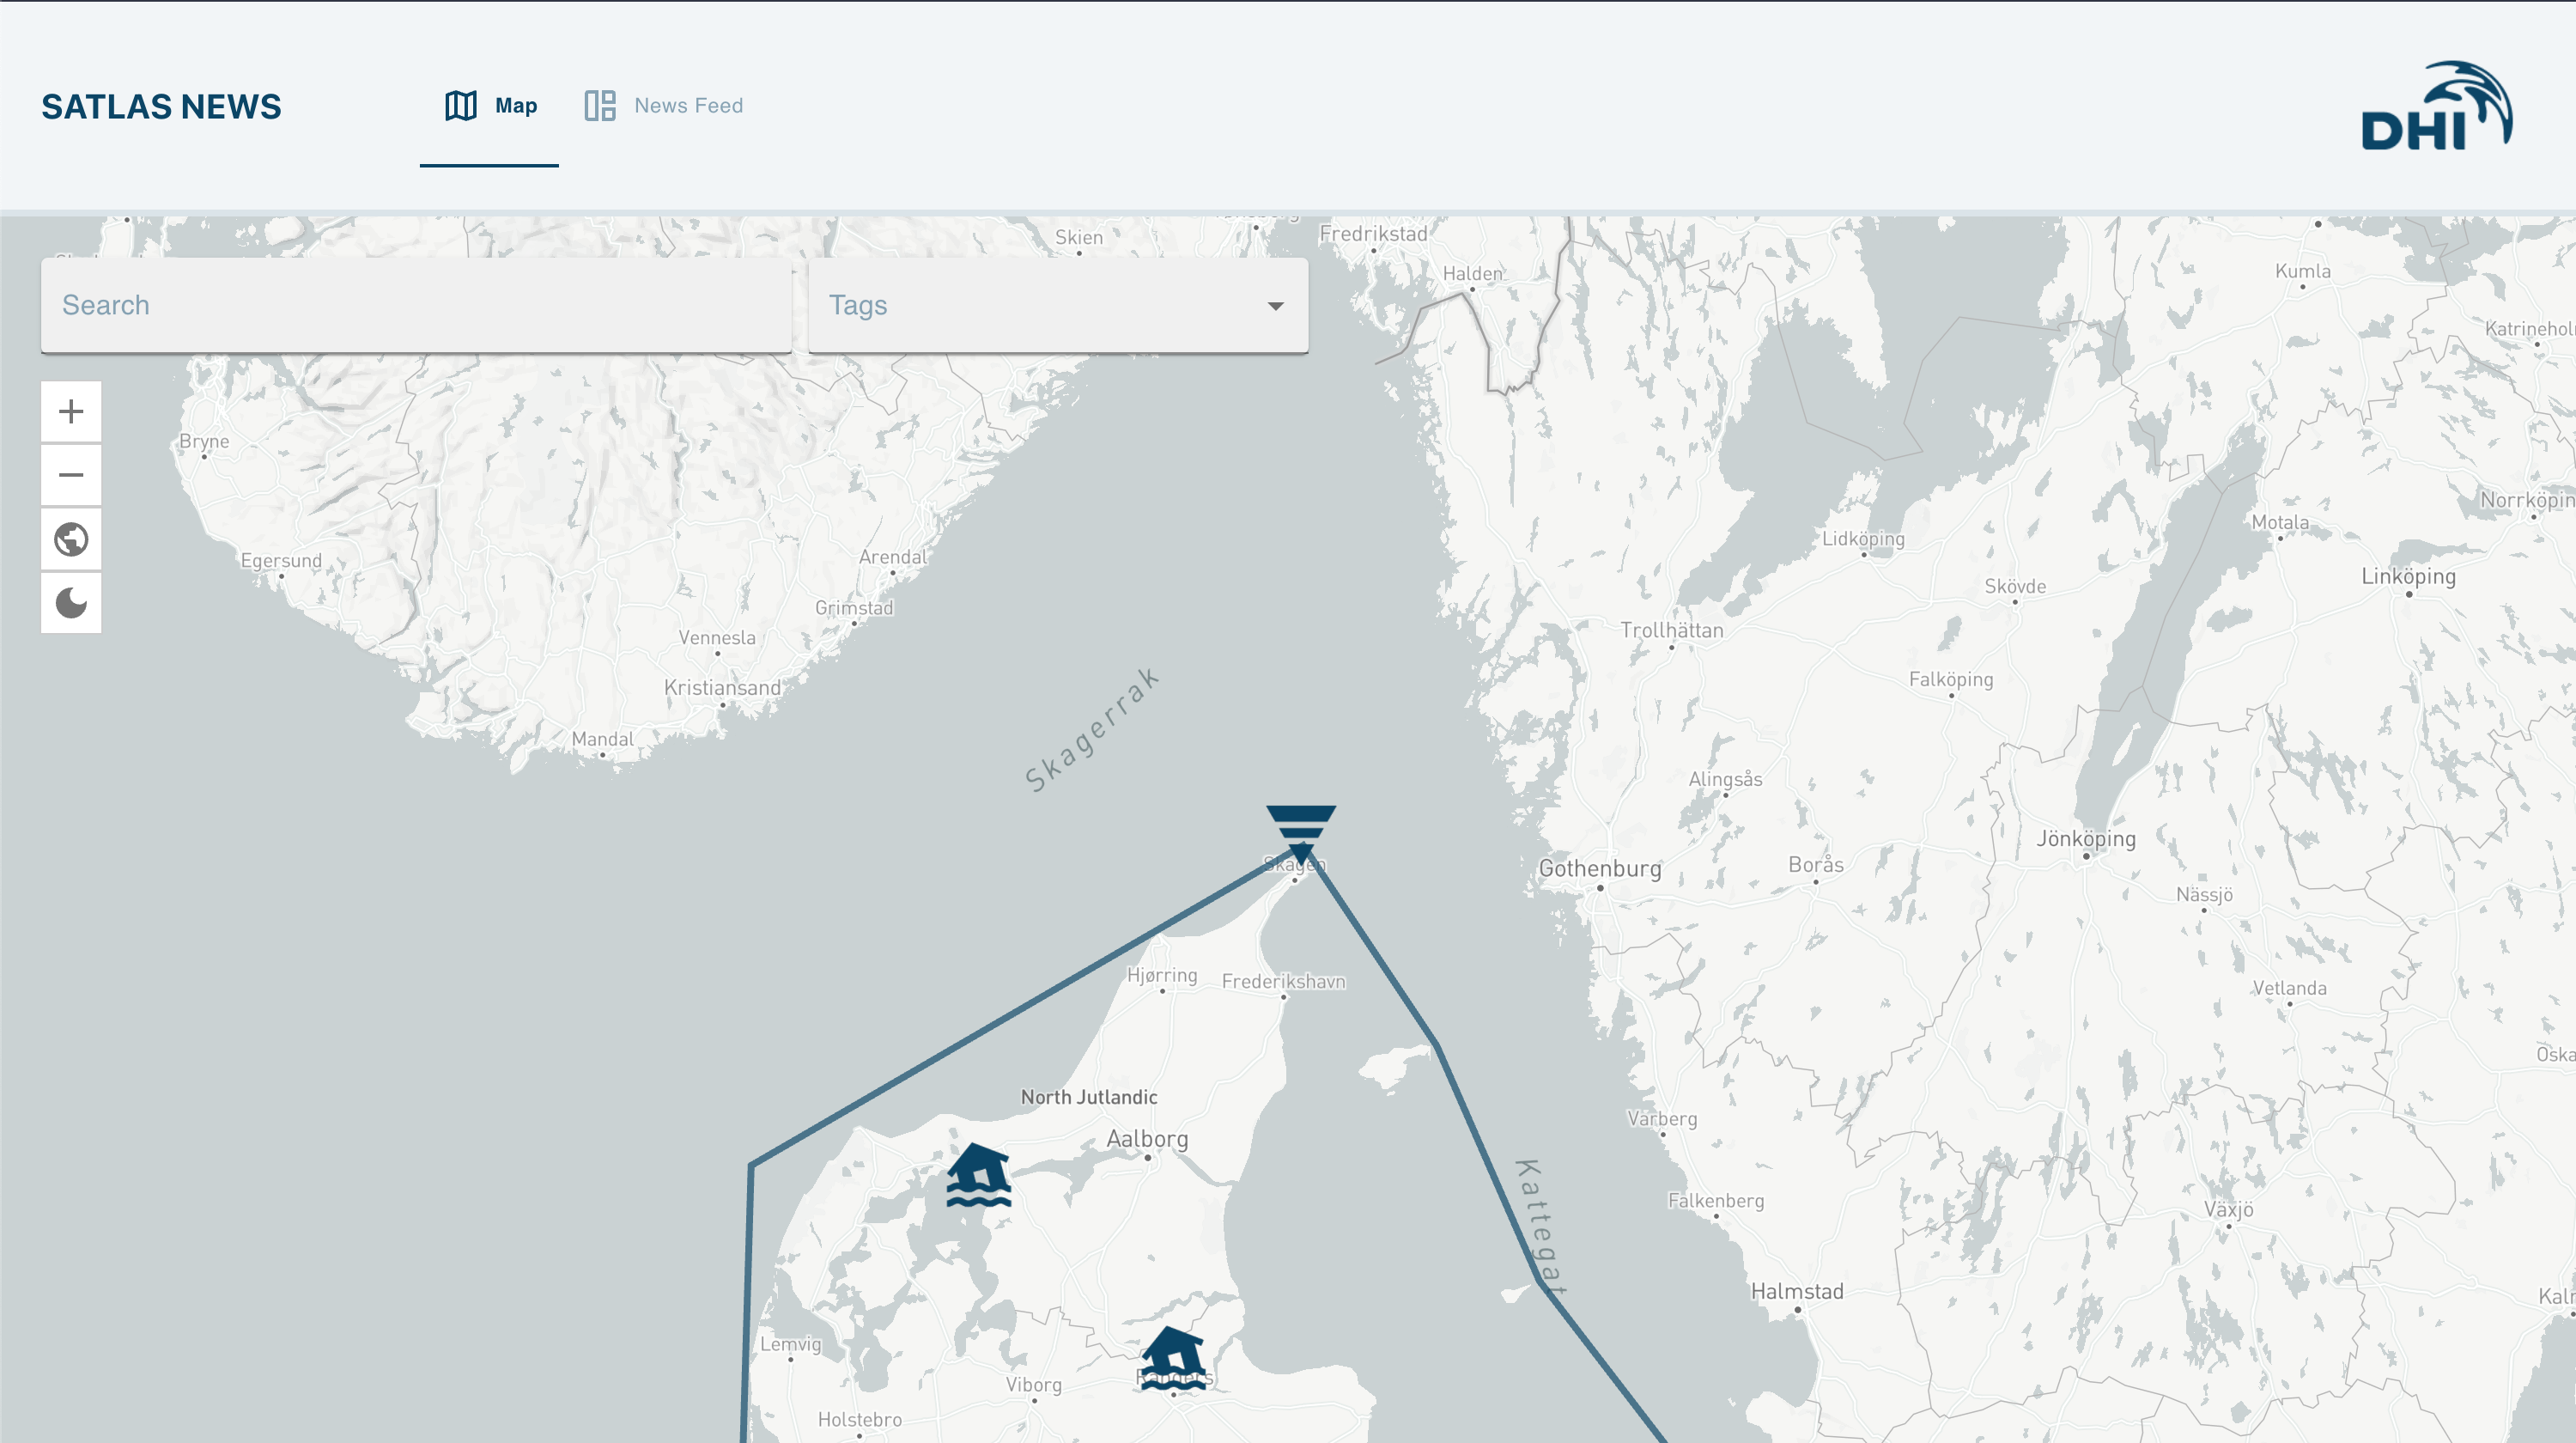 SATLAS NEWS
Map
News Feed
DHI
Skien
Fredrikstad
Halden
Kumla
Search
Tags
Katrinehol
Bryne
Norrköpin
Motala
Lidköping
Egersund
Arendal
Linköping
Skövde
Grimstad
Trollhättan
Vennesla
Falköping
Kristiansand
Skagerrak
Mandal
Alingsås
Jönköping
Skagen
Gothenburg
Borås
Nässjö
Hjørring
Frederikshavn
Vetlanda
Oska
North Jutlandic
Varberg
Aalborg
Kattegat
Falkenberg
Växjö
Halmstad
Kalr
Lemvig
Randers
Viborg
Holstebro